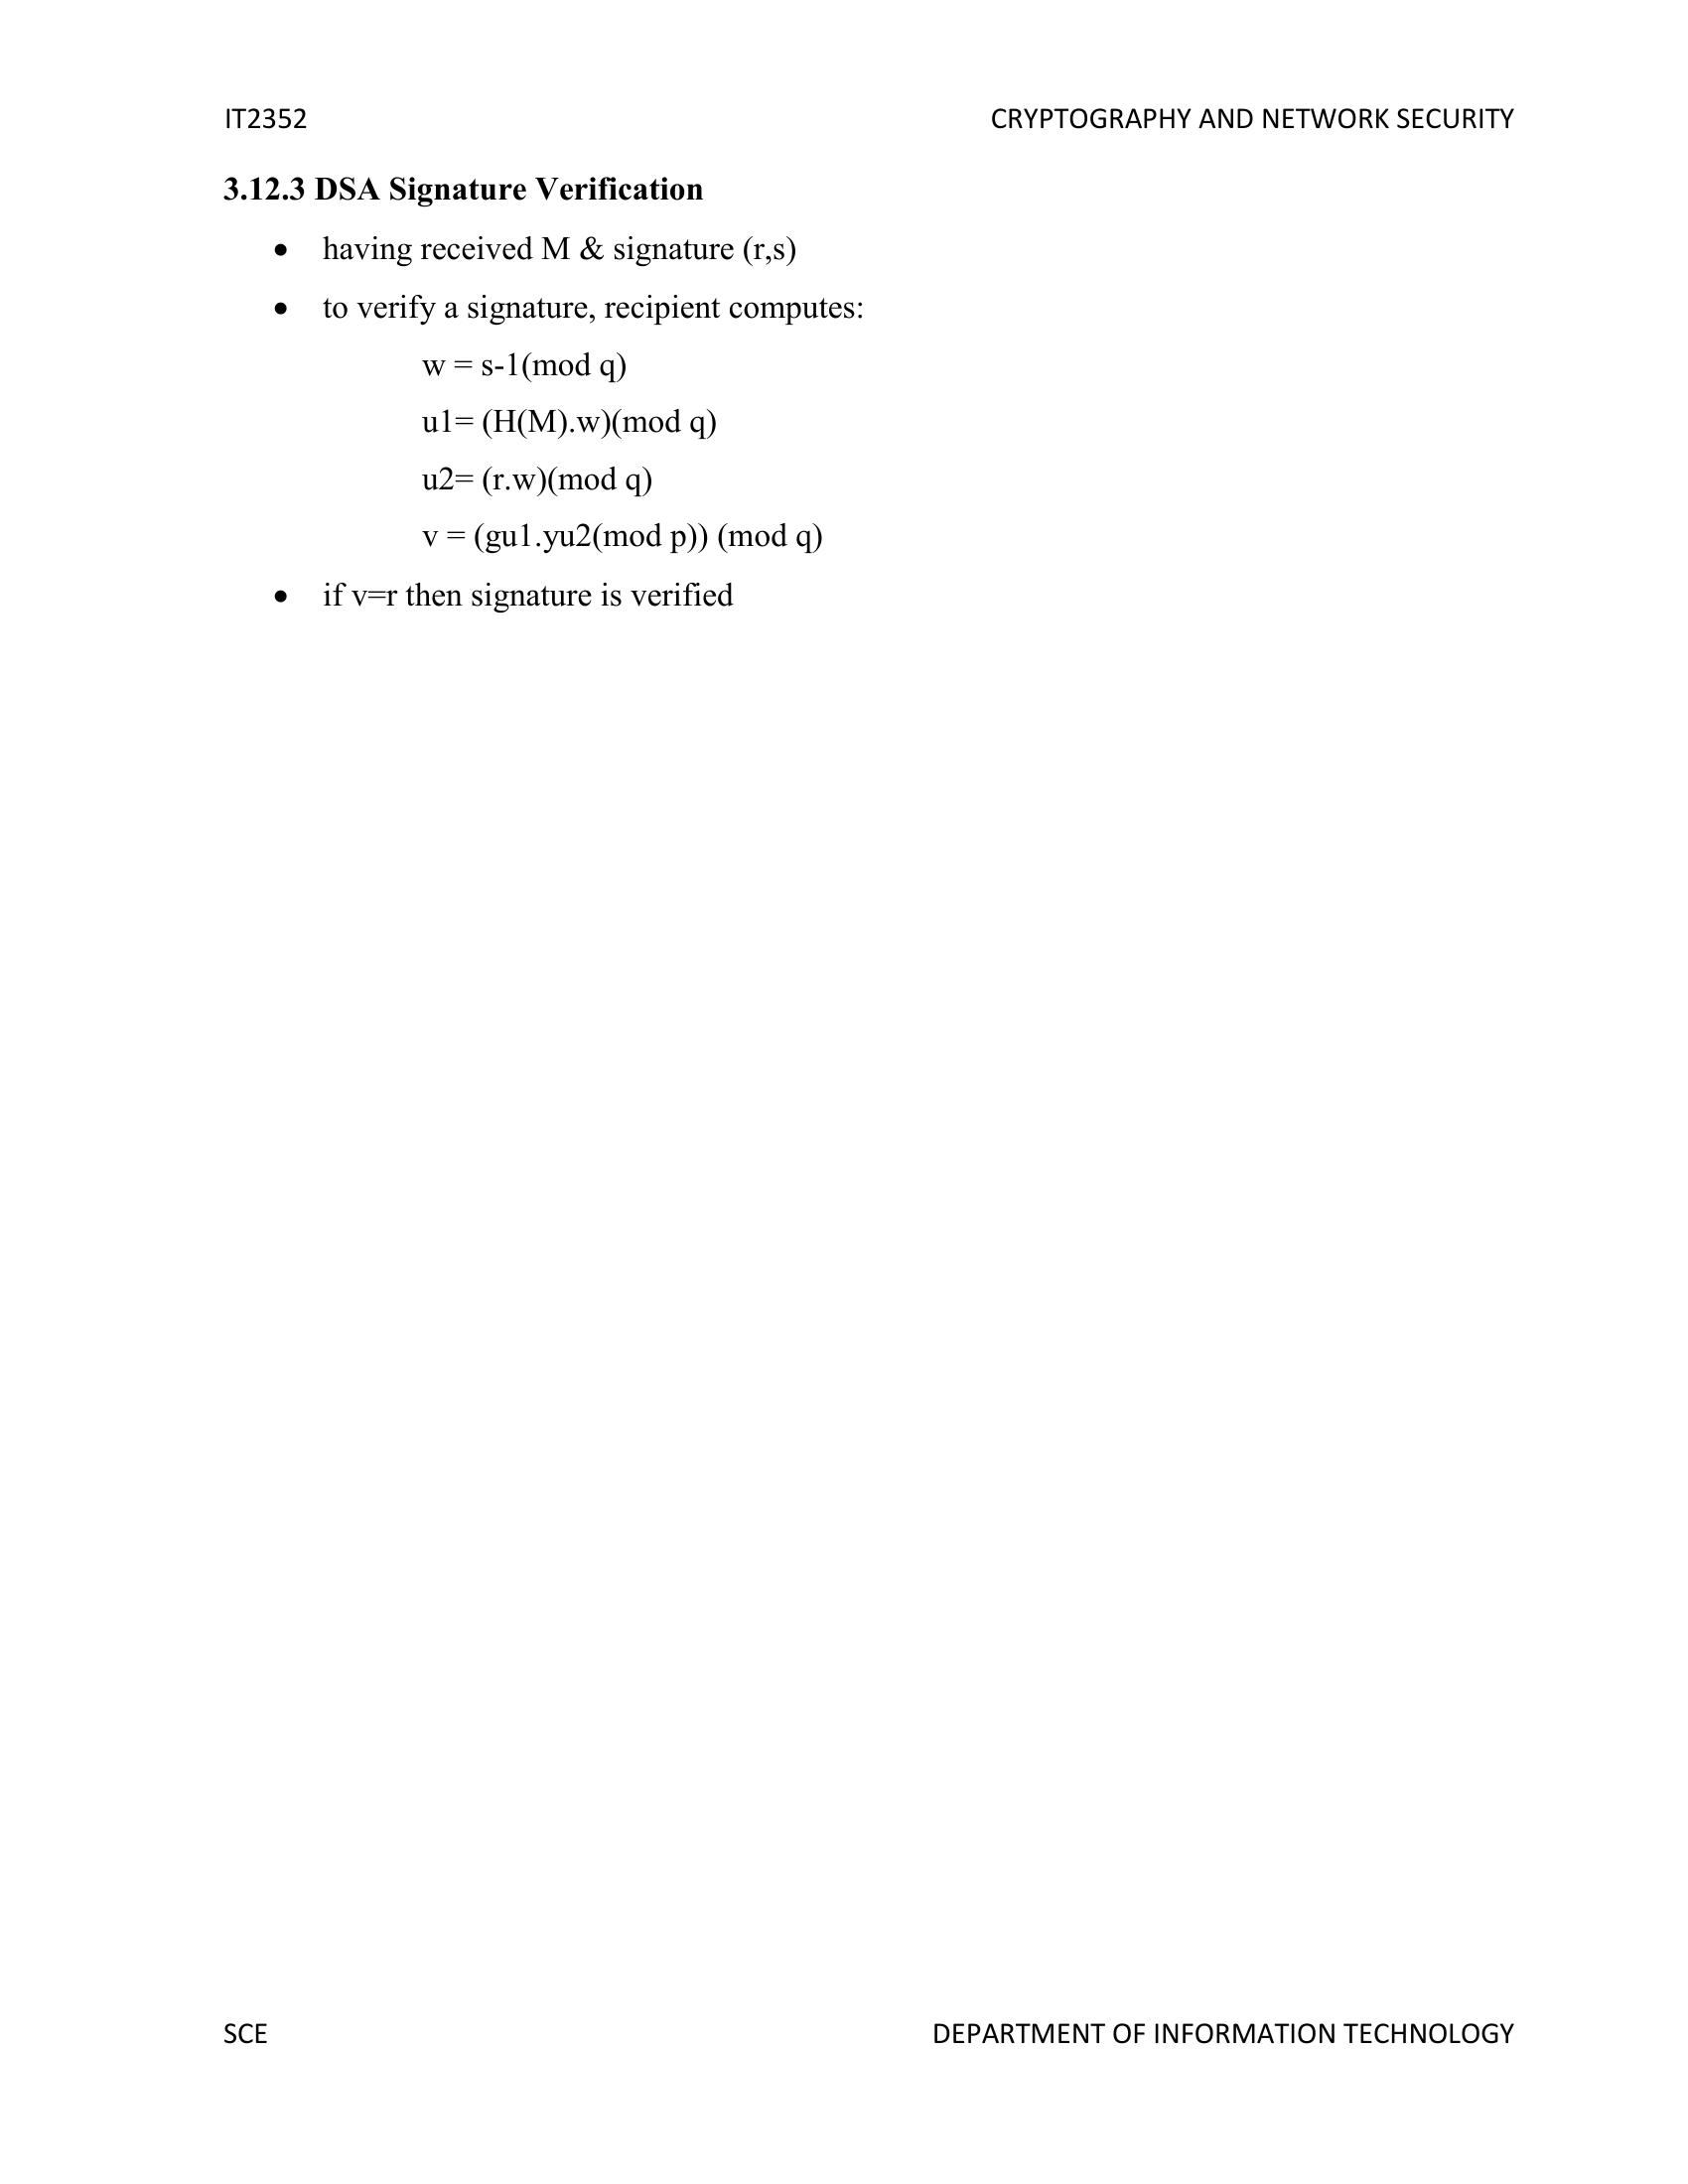 IT2352 CRYPTOGRAPHY AND NETWORK SECURITY
3.12.3 DSA Signature Verification
• having received M & signature (r,s)
• to verify a signature, recipient computes:
w = s-1(mod q)
u1= (H(M).w)(mod q)
u2= (r.w)(mod q)
v = (gu1.yu2(mod p)) (mod q)
• if v=r then signature is verified
SCE DEPARTMENT OF INFORMATION TECHNOLOGY